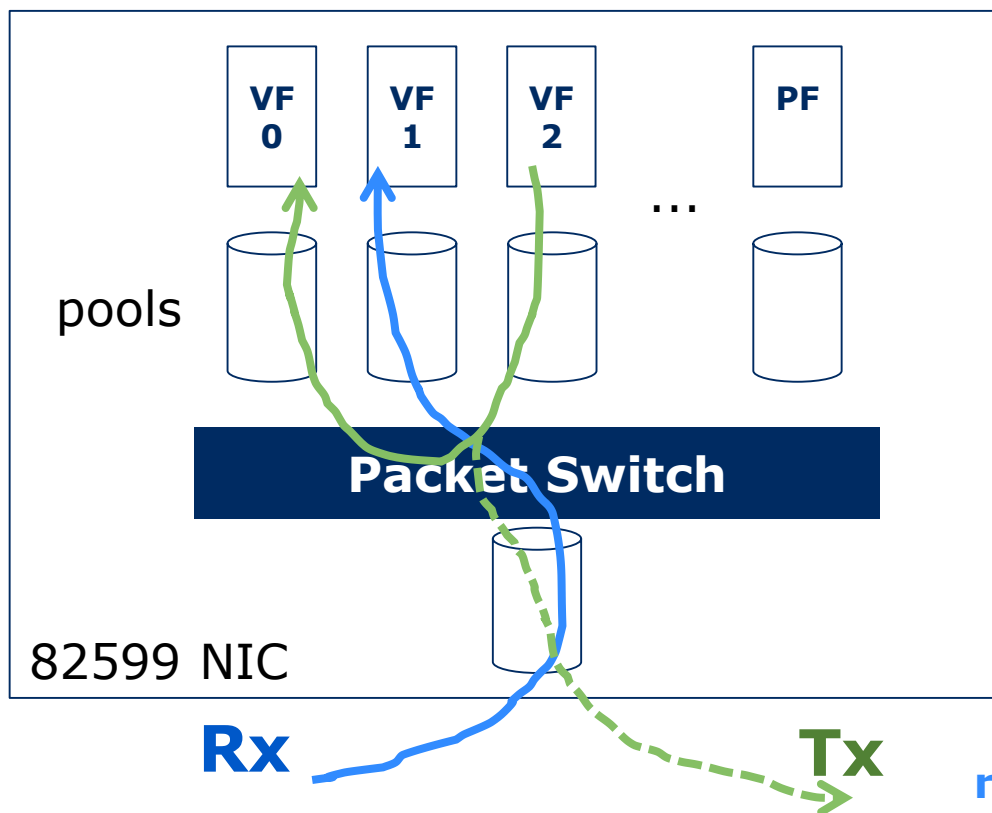 VF
0
VF
1
VF
2
PF
...
pools
Packet Switch
82599 NIC
Rx
Tx